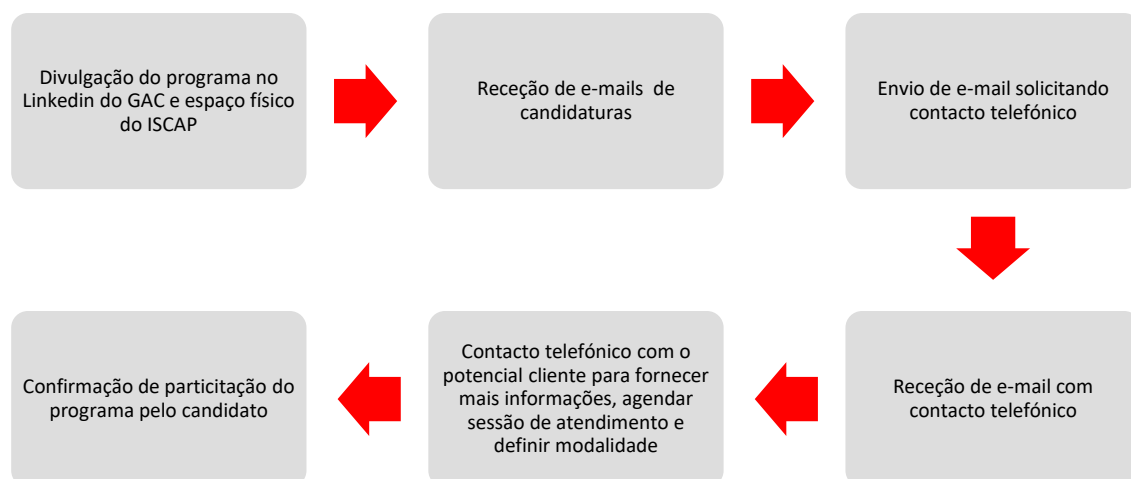 Divulgação do programa no
Linkedin do GAC e espaço físico
do ISCAP
Receção de e-mails de
candidaturas
Envio de e-mail solicitando
contacto telefónico
Receção de e-mail com
contacto telefónico
Contacto telefónico com o
potencial cliente para fornecer
mais informações, agendar
sessão de atendimento e
definir modalidade
Confirmação de particitação do
programa pelo candidato